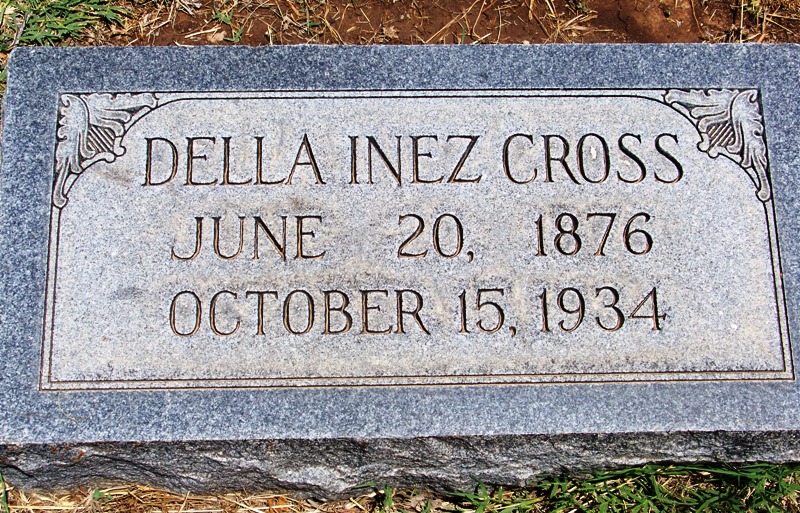 DELLA INEZ CROSS
JUNE 20, 1876
OCTOBER 15, 1934